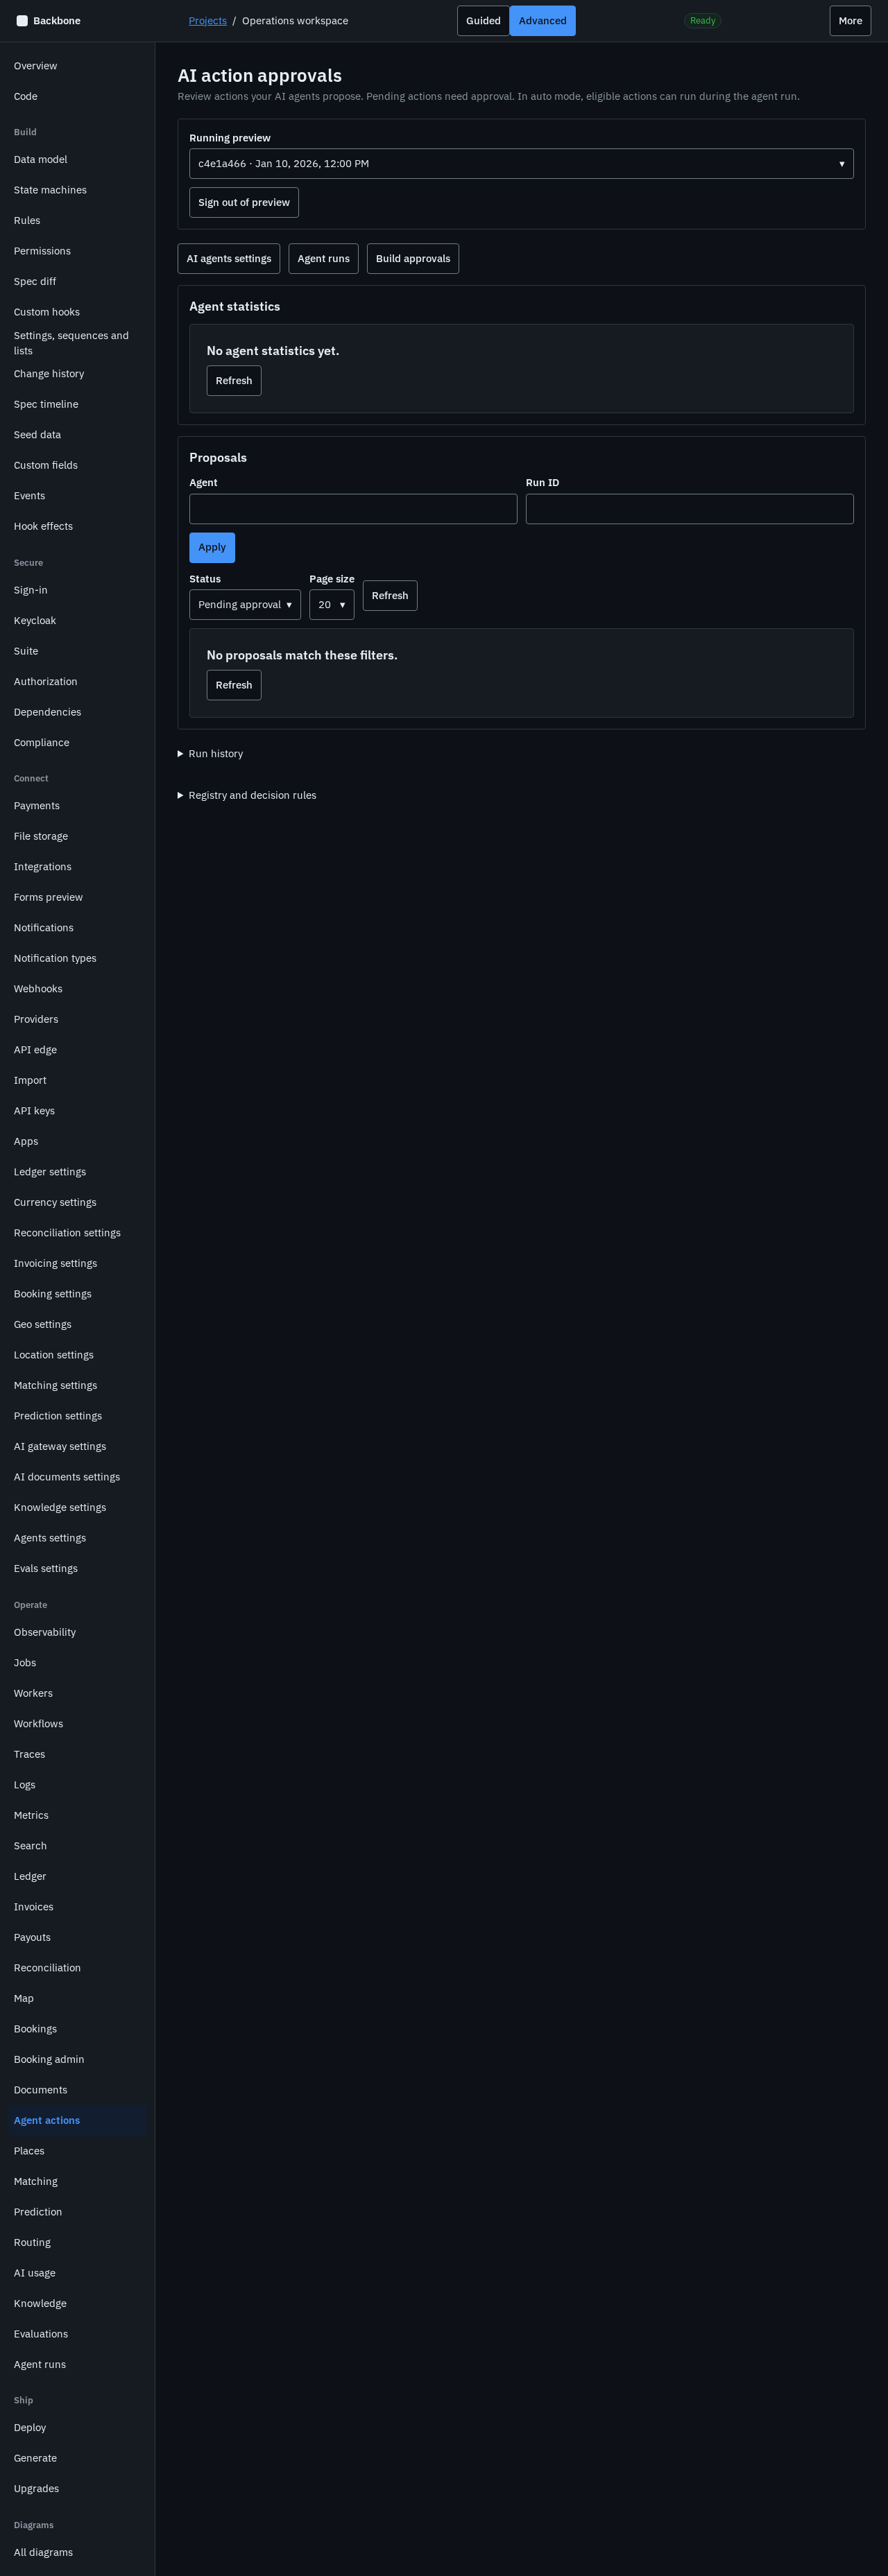 Backbone
Projects / Operations workspace
Guided
Advanced
Ready
More
Overview
Code
Build
Data model
State machines
Rules
Permissions
Spec diff
Custom hooks
Settings, sequences and
lists
Change history
Spec timeline
Seed data
Custom fields
Events
Hook effects
Secure
Sign-in
Keycloak
Suite
Authorization
Dependencies
Compliance
Connect
Payments
File storage
Integrations
Forms preview
Notifications
Notification types
Webhooks
Providers
API edge
Import
API keys
Apps
Ledger settings
Currency settings
Reconciliation settings
Invoicing settings
Booking settings
Geo settings
Location settings
Matching settings
Prediction settings
AI gateway settings
AI documents settings
Knowledge settings
Agents settings
Evals settings
Operate
Observability
Jobs
Workers
Workflows
Traces
Logs
Metrics
Search
Ledger
Invoices
Payouts
Reconciliation
Map
Bookings
Booking admin
Documents
Agent actions
Places
Matching
Prediction
Routing
AI usage
Knowledge
Evaluations
Agent runs
Ship
Deploy
Generate
Upgrades
Diagrams
All diagrams
AI action approvals
Review actions your AI agents propose. Pending actions need approval. In auto mode, eligible actions can run during the agent run.
Running preview
c4e1a466 · Jan 10, 2026, 12:00 PM
Sign out of preview
AI agents settings
Agent runs
Build approvals
Agent statistics
No agent statistics yet.
Refresh
Proposals
Agent
Run ID
Apply
Status
Page size
Pending approval
20
Refresh
No proposals match these filters.
Refresh
Run history
Registry and decision rules